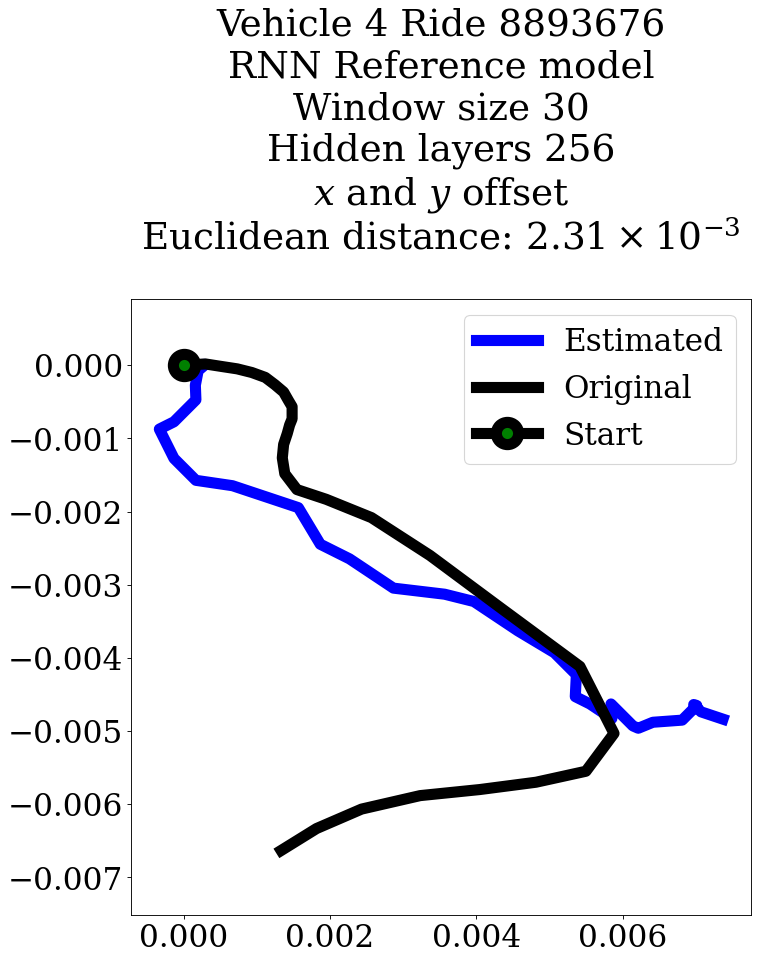 Vehicle 4 Ride 8893676
RNN Reference model
Window size 30
Hidden layers 256
x and y offset
Euclidean distance: 2.31 × 10⁻³
Estimated
Original
Start
0.000
−0.001
−0.002
−0.003
−0.004
−0.005
−0.006
−0.007
0.000 0.002 0.004 0.006